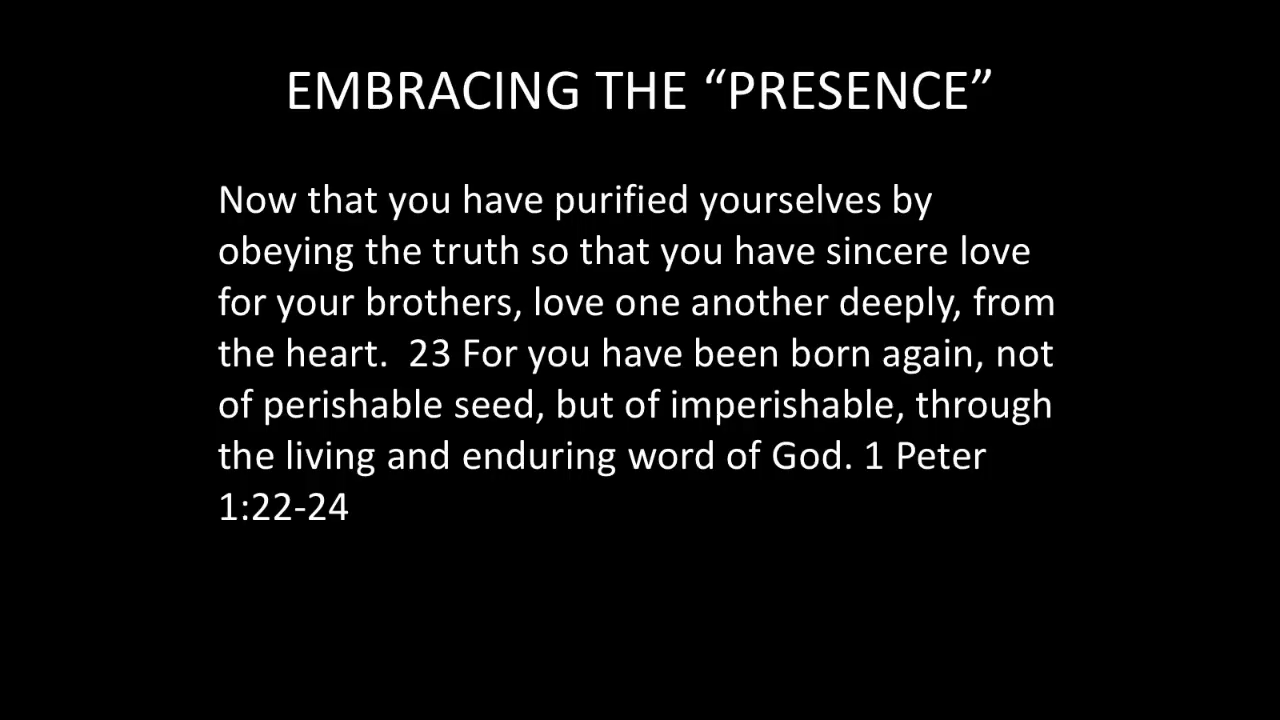 EMBRACING THE “PRESENCE”
Now that you have purified yourselves by
obeying the truth so that you have sincere love
for your brothers, love one another deeply, from
the heart.  23 For you have been born again, not
of perishable seed, but of imperishable, through
the living and enduring word of God. 1 Peter
1:22-24